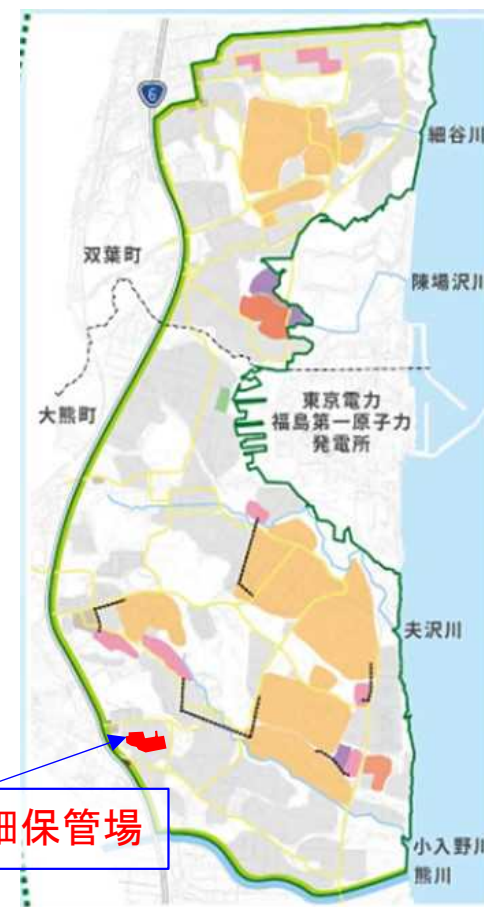 6
細谷川
双葉町
陳場沢川
大熊町
東京電力
福島第一原子力
発電所
夫沢川
細保管場
小入野川
熊川